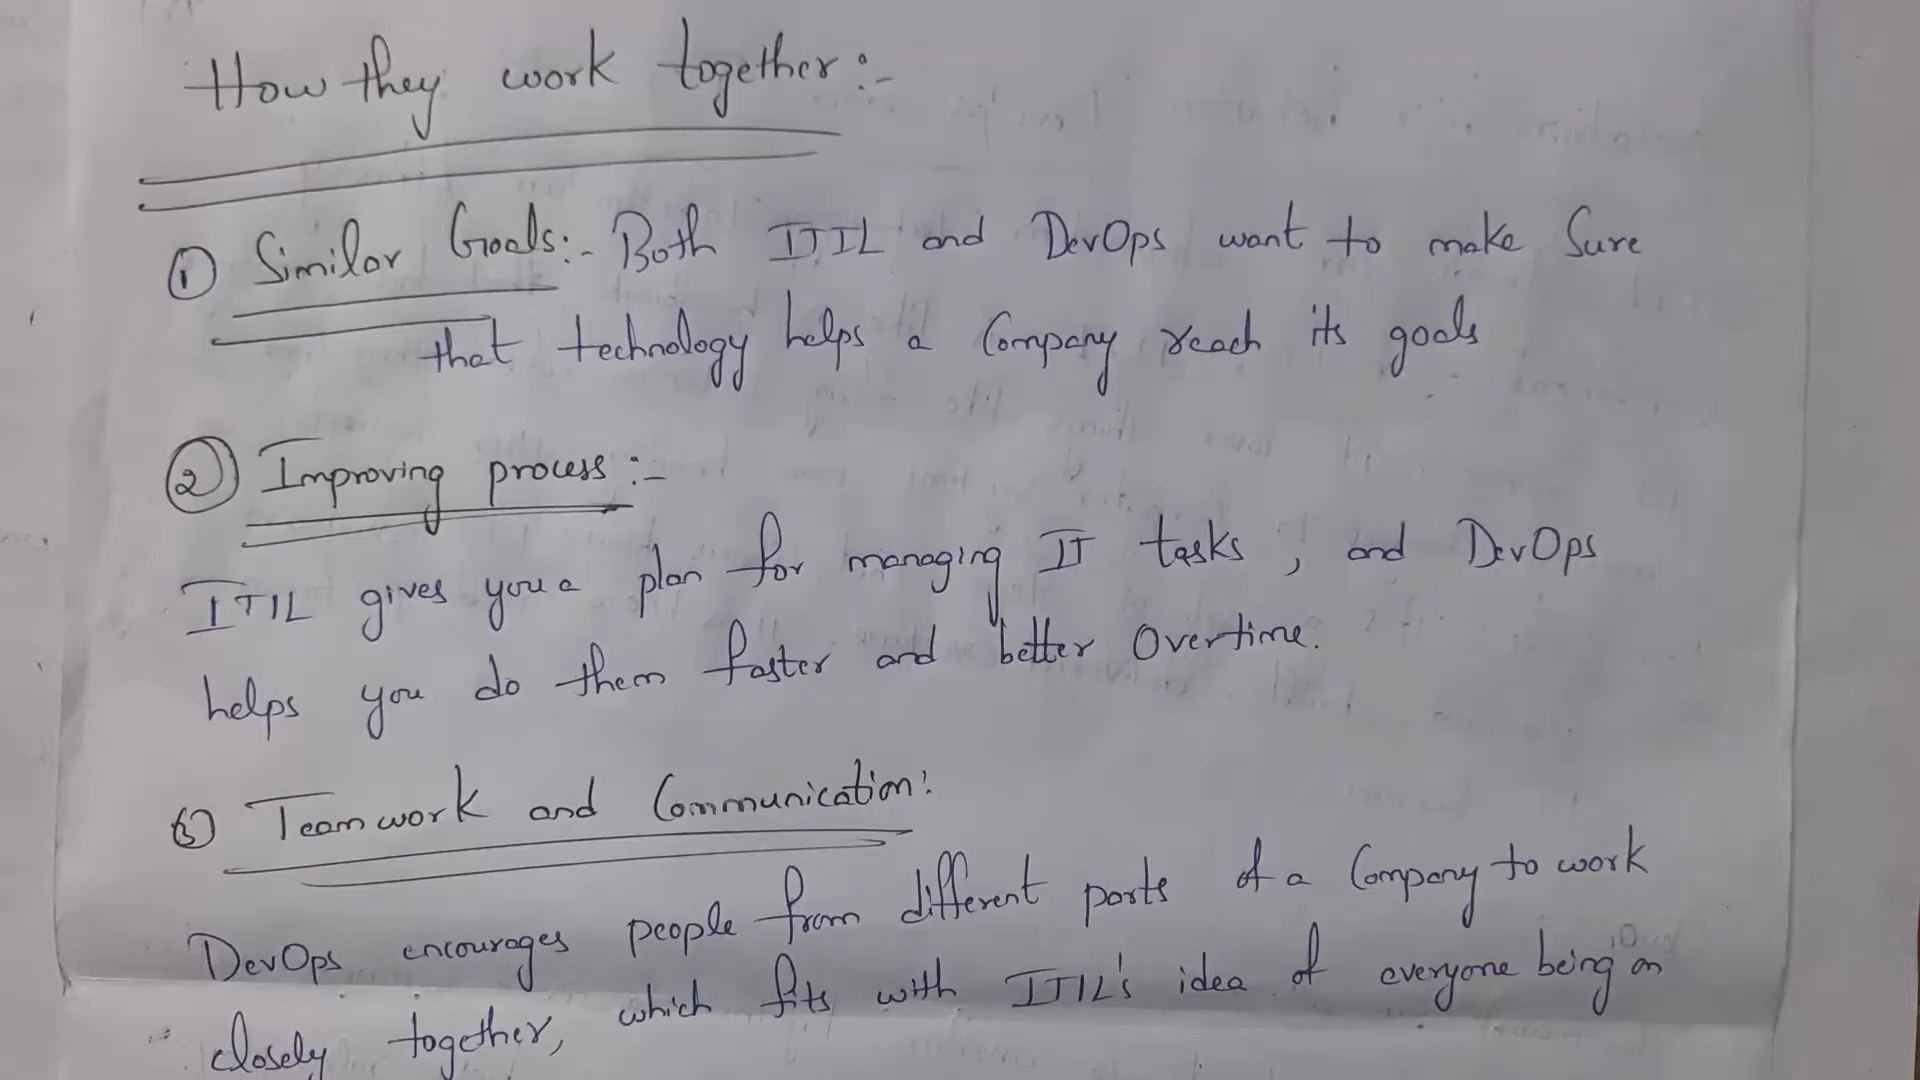 How they work together:-
① Similar Goals:- Both ITIL and DevOps want to make Sure
that technology helps a Company reach its goals
② Improving process:-
ITIL gives you a plan for managing IT tasks, and DevOps
helps you do them faster and better Overtime.
③ Teamwork and Communication:
DevOps encourages people from different parts of a Company to work
closely together, which fits with ITIL's idea of everyone being on